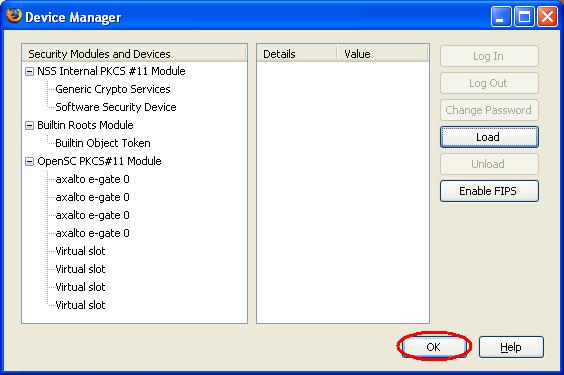 Device Manager
Security Modules and Devices
NSS Internal PKCS #11 Module
Generic Crypto Services
Software Security Device
Builtin Roots Module
Builtin Object Token
OpenSC PKCS#11 Module
axalto e-gate 0
axalto e-gate 0
axalto e-gate 0
axalto e-gate 0
Virtual slot
Virtual slot
Virtual slot
Virtual slot
Details Value
Log In
Log Out
Change Password
Load
Unload
Enable FIPS
OK
Help